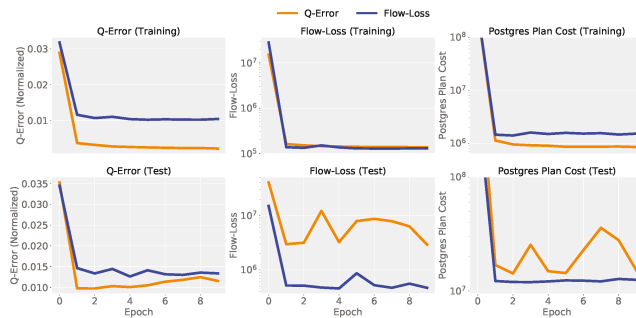 Q-Error Flow-Loss
Q-Error (Training) Flow-Loss (Training) Postgres Plan Cost (Training)
Q-Error (Normalized)
0.03
0.02
0.01
Flow-Loss
10⁷
10⁶
10⁵
Postgres Plan Cost
10⁸
10⁷
10⁶
Q-Error (Test) Flow-Loss (Test) Postgres Plan Cost (Test)
Q-Error (Normalized)
0.035
0.030
0.025
0.020
0.015
0.010
0 2 4 6 8
Epoch
Flow-Loss
10⁷
10⁶
0 2 4 6 8
Epoch
Postgres Plan Cost
10⁸
10⁷
0 2 4 6 8
Epoch